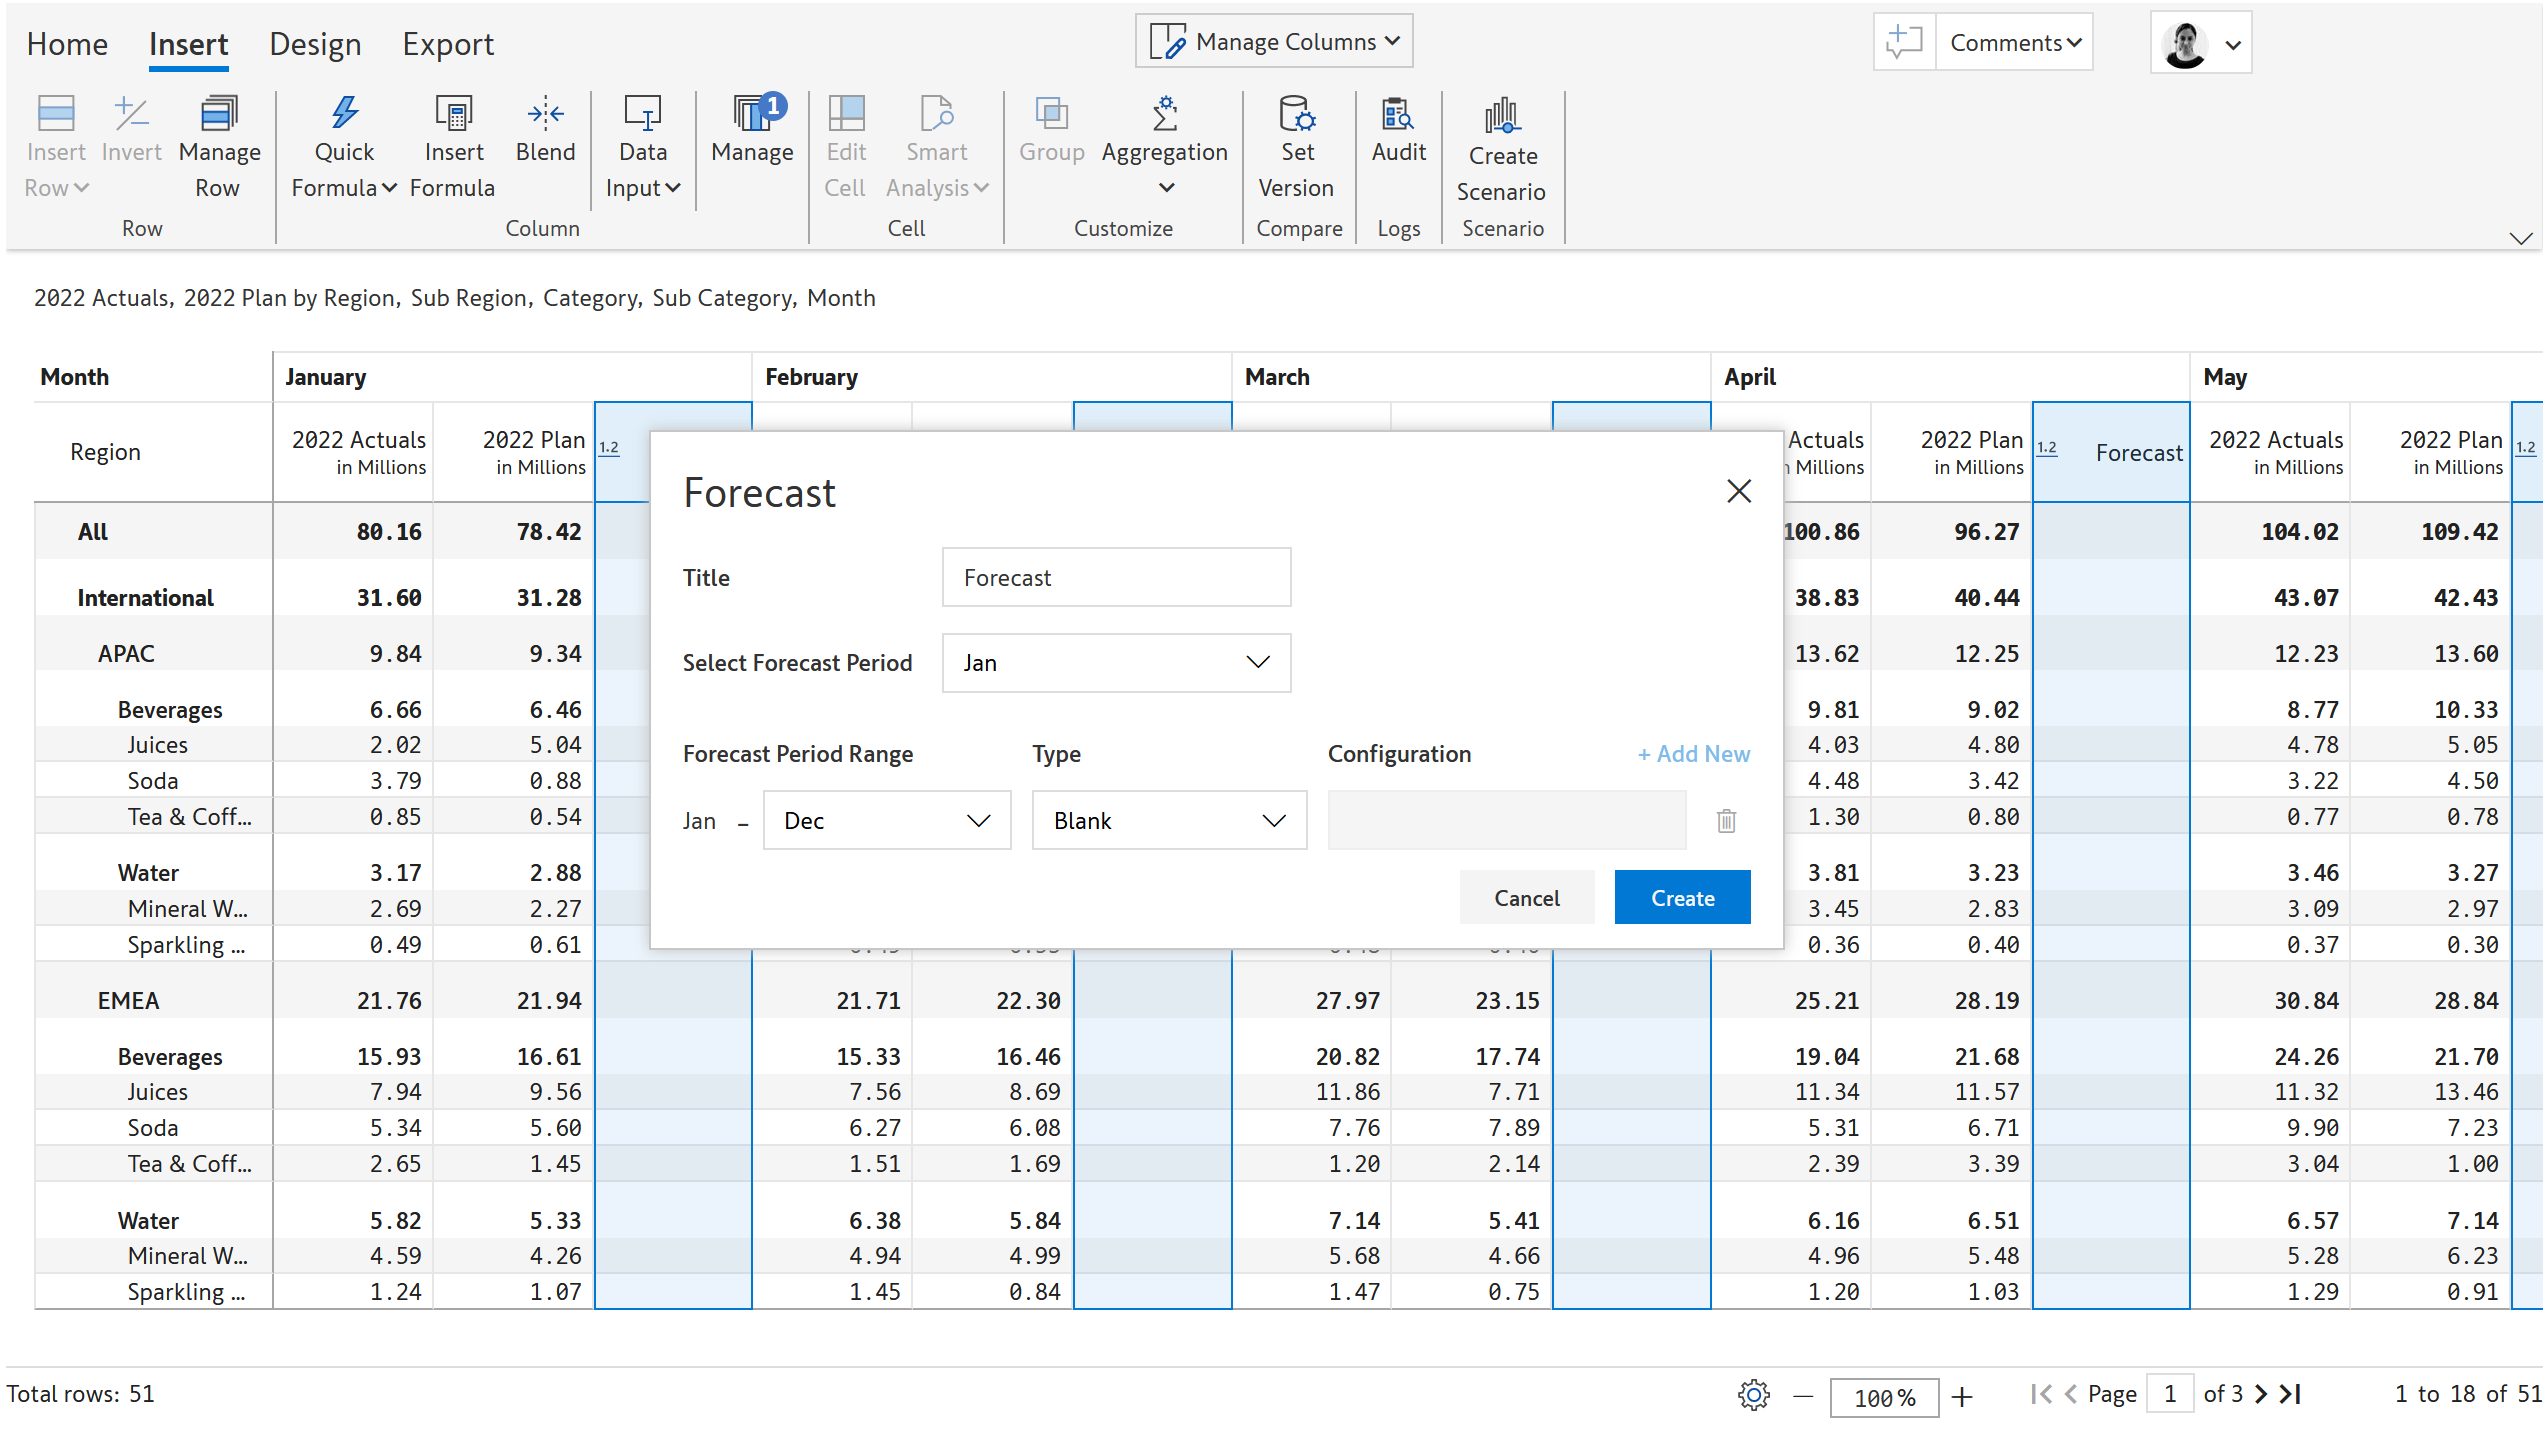 Home Insert Design Export Manage Columns Comments
Insert Row Invert Manage Row Quick Formula Insert Formula Blend Data Input Manage 1 Edit Cell Smart Analysis Group Aggregation Set Version Audit Create Scenario
Row Column Cell Customize Compare Logs Scenario
2022 Actuals, 2022 Plan by Region, Sub Region, Category, Sub Category, Month
Month January February March April May
Region 2022 Actuals in Millions 2022 Plan in Millions 1.2 Actuals Millions 2022 Plan in Millions 1.2 Forecast 2022 Actuals in Millions 2022 Plan in Millions 1.2
All 80.16 78.42 100.86 96.27 104.02 109.42
International 31.60 31.28 38.83 40.44 43.07 42.43
APAC 9.84 9.34 13.62 12.25 12.23 13.60
Beverages 6.66 6.46 9.81 9.02 8.77 10.33
Juices 2.02 5.04 4.03 4.80 4.78 5.05
Soda 3.79 0.88 4.48 3.42 3.22 4.50
Tea & Coff... 0.85 0.54 1.30 0.80 0.77 0.78
Water 3.17 2.88 3.81 3.23 3.46 3.27
Mineral W... 2.69 2.27 3.45 2.83 3.09 2.97
Sparkling ... 0.49 0.61 0.36 0.40 0.37 0.30
EMEA 21.76 21.94 21.71 22.30 27.97 23.15 25.21 28.19 30.84 28.84
Beverages 15.93 16.61 15.33 16.46 20.82 17.74 19.04 21.68 24.26 21.70
Juices 7.94 9.56 7.56 8.69 11.86 7.71 11.34 11.57 11.32 13.46
Soda 5.34 5.60 6.27 6.08 7.76 7.89 5.31 6.71 9.90 7.23
Tea & Coff... 2.65 1.45 1.51 1.69 1.20 2.14 2.39 3.39 3.04 1.00
Water 5.82 5.33 6.38 5.84 7.14 5.41 6.16 6.51 6.57 7.14
Mineral W... 4.59 4.26 4.94 4.99 5.68 4.66 4.96 5.48 5.28 6.23
Sparkling ... 1.24 1.07 1.45 0.84 1.47 0.75 1.20 1.03 1.29 0.91
Forecast
Title Forecast
Select Forecast Period Jan
Forecast Period Range Type Configuration + Add New
Jan – Dec Blank
Cancel Create
Total rows: 51 100% Page 1 of 3 1 to 18 of 51